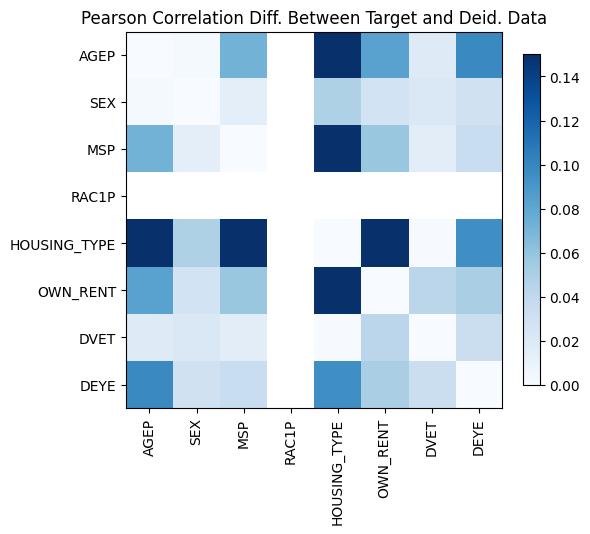 Pearson Correlation Diff. Between Target and Deid. Data
AGEP
SEX
MSP
RAC1P
HOUSING_TYPE
OWN_RENT
DVET
DEYE
AGEP
SEX
MSP
RAC1P
HOUSING_TYPE
OWN_RENT
DVET
DEYE
0.14
0.12
0.10
0.08
0.06
0.04
0.02
0.00